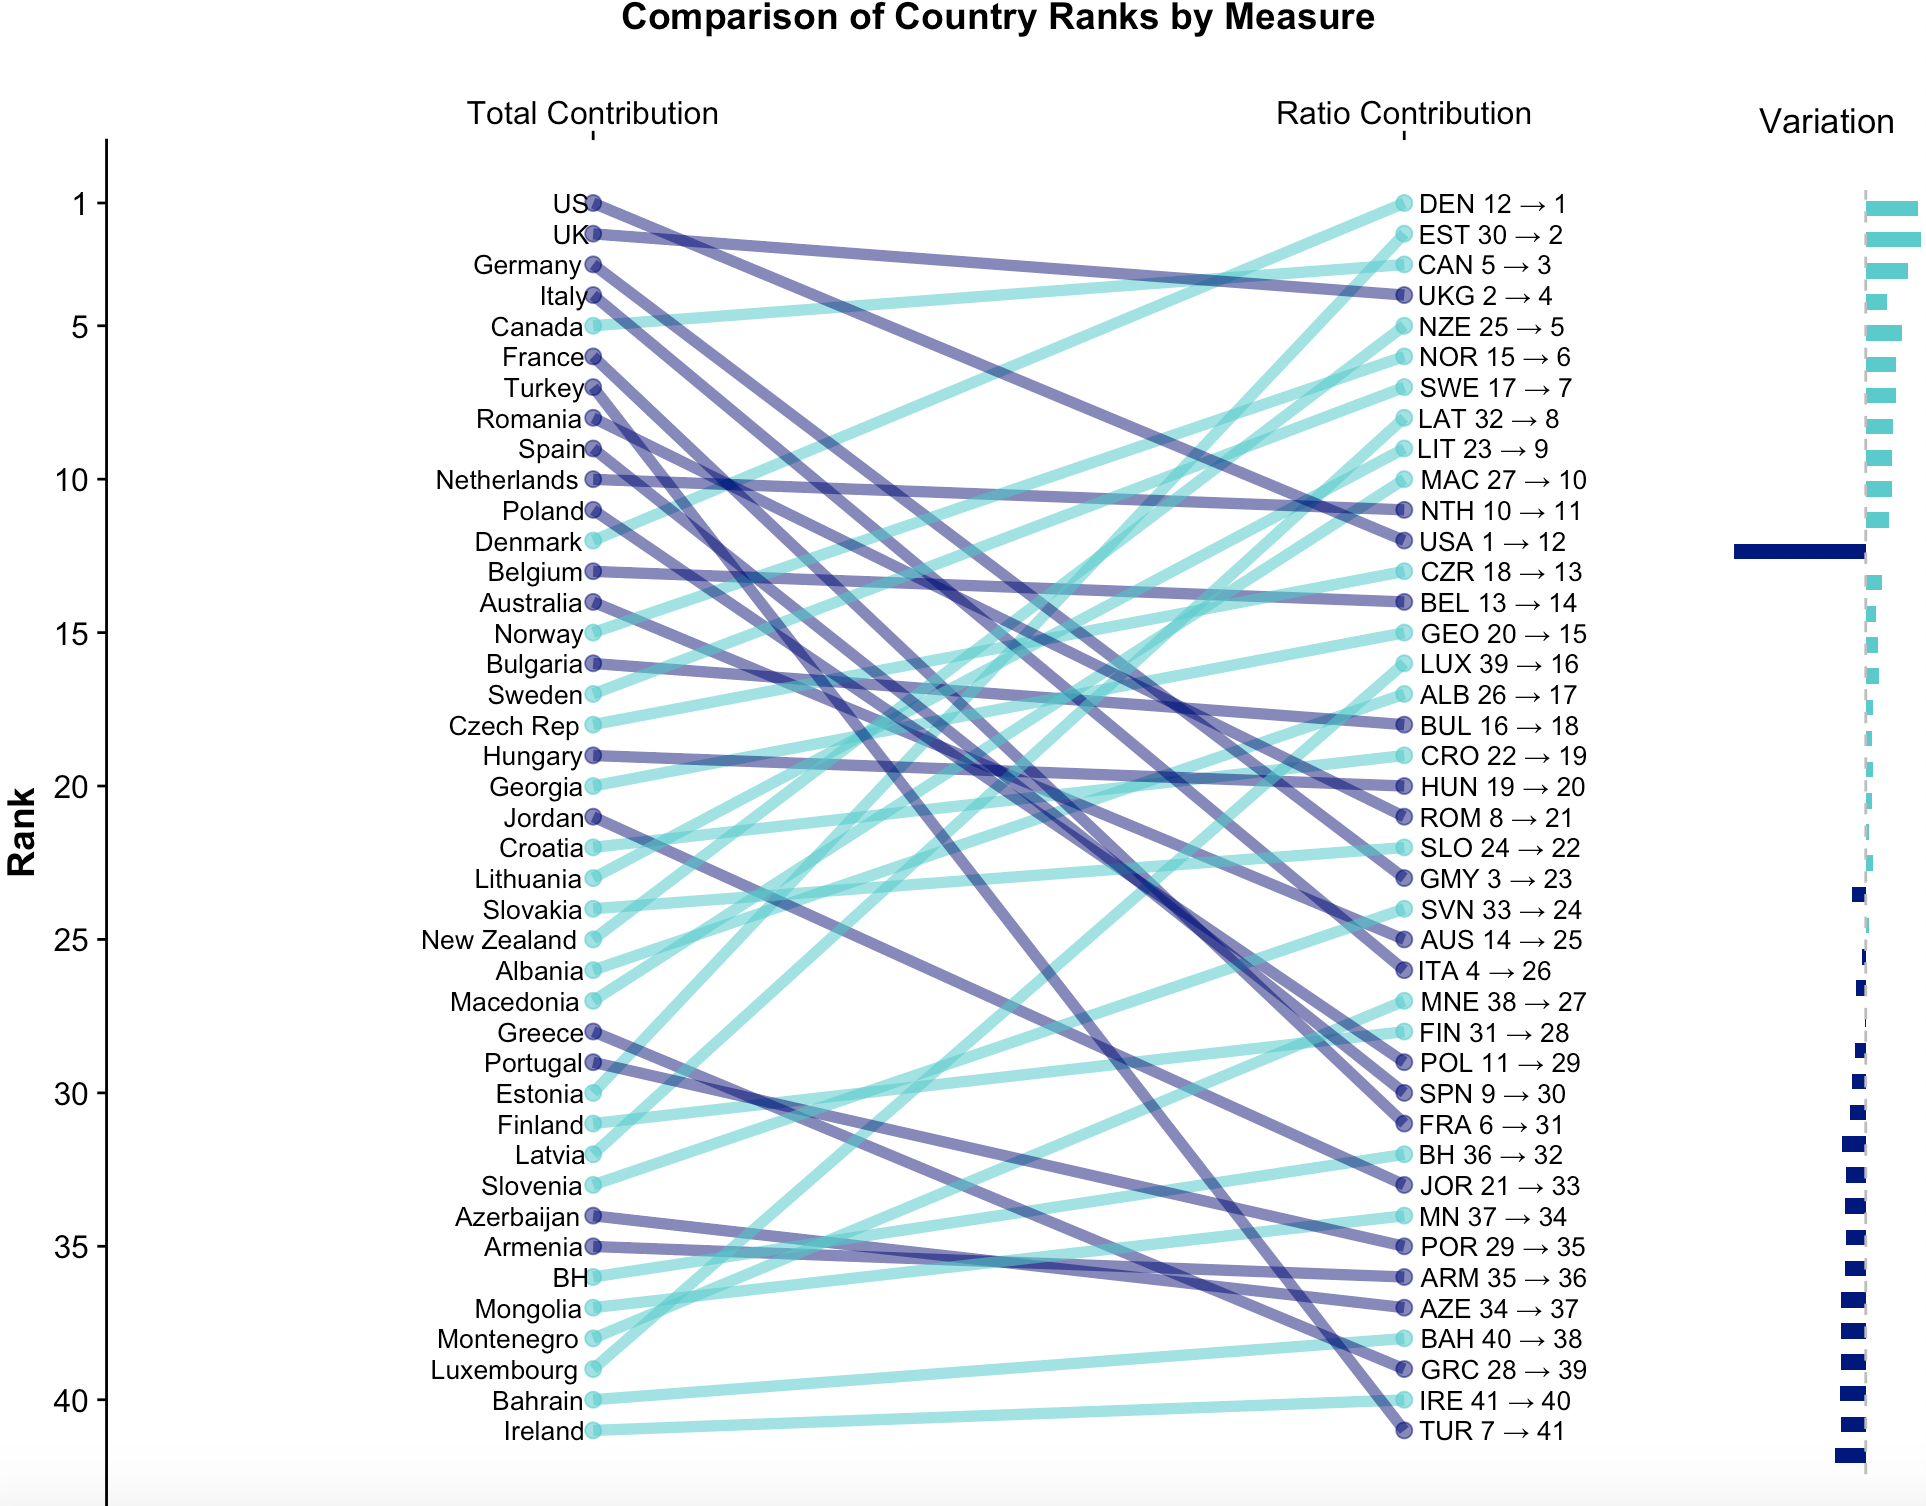 Comparison of Country Ranks by Measure
Total Contribution
Ratio Contribution
Variation
Rank
1
5
10
15
20
25
30
35
40
US
UK
Germany
Italy
Canada
France
Turkey
Romania
Spain
Netherlands
Poland
Denmark
Belgium
Australia
Norway
Bulgaria
Sweden
Czech Rep
Hungary
Georgia
Jordan
Croatia
Lithuania
Slovakia
New Zealand
Albania
Macedonia
Greece
Portugal
Estonia
Finland
Latvia
Slovenia
Azerbaijan
Armenia
BH
Mongolia
Montenegro
Luxembourg
Bahrain
Ireland
DEN 12 → 1
EST 30 → 2
CAN 5 → 3
UKG 2 → 4
NZE 25 → 5
NOR 15 → 6
SWE 17 → 7
LAT 32 → 8
LIT 23 → 9
MAC 27 → 10
NTH 10 → 11
USA 1 → 12
CZR 18 → 13
BEL 13 → 14
GEO 20 → 15
LUX 39 → 16
ALB 26 → 17
BUL 16 → 18
CRO 22 → 19
HUN 19 → 20
ROM 8 → 21
SLO 24 → 22
GMY 3 → 23
SVN 33 → 24
AUS 14 → 25
ITA 4 → 26
MNE 38 → 27
FIN 31 → 28
POL 11 → 29
SPN 9 → 30
FRA 6 → 31
BH 36 → 32
JOR 21 → 33
MN 37 → 34
POR 29 → 35
ARM 35 → 36
AZE 34 → 37
BAH 40 → 38
GRC 28 → 39
IRE 41 → 40
TUR 7 → 41